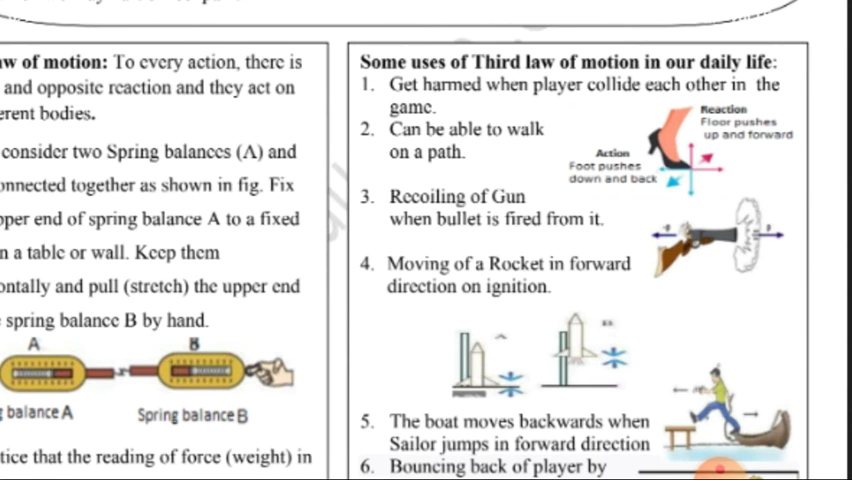 aw of motion: To every action, there is
and opposite reaction and they act on
erent bodies.
consider two Spring balances (A) and
onnected together as shown in fig. Fix
pper end of spring balance A to a fixed
n a table or wall. Keep them
ontally and pull (stretch) the upper end
spring balance B by hand.
A B
balance A Spring balance B
tice that the reading of force (weight) in
Some uses of Third law of motion in our daily life:
1. Get harmed when player collide each other in the
game.
2. Can be able to walk
on a path.
Reaction
Floor pushes
up and forward
Action
Foot pushes
down and back
3. Recoiling of Gun
when bullet is fired from it.
4. Moving of a Rocket in forward
direction on ignition.
5. The boat moves backwards when
Sailor jumps in forward direction
6. Bouncing back of player by